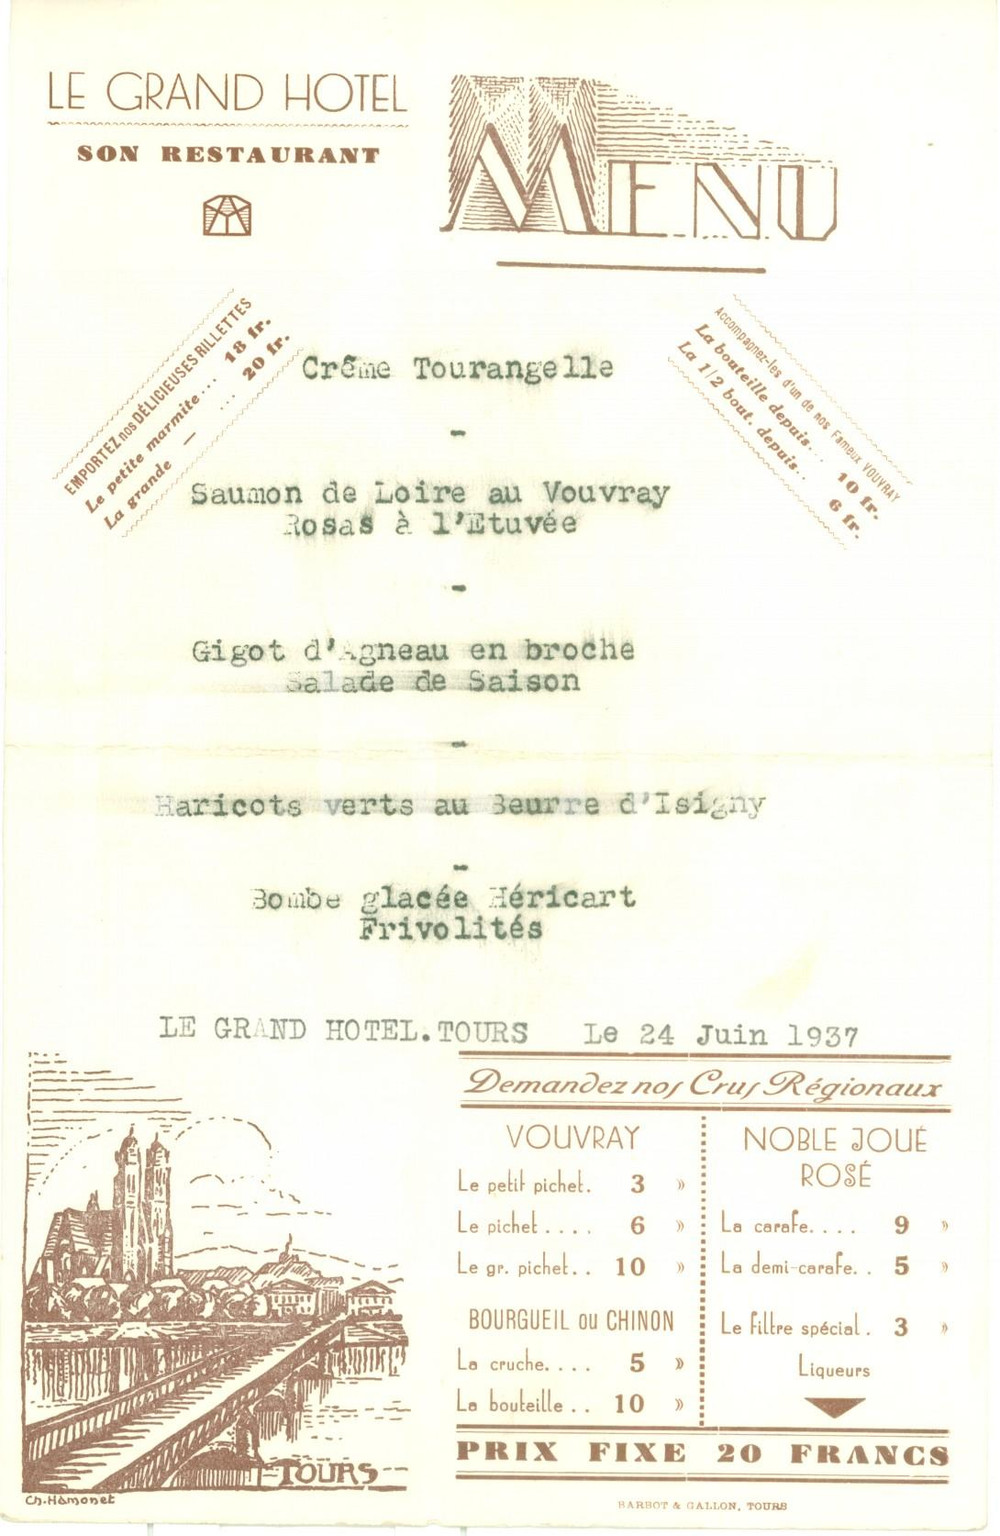 LE GRAND HOTEL
SON RESTAURANT
MENU
EMPORTEZ nos DÉLICIEUSES RILLETTES
Le petite marmite ... 18 fr.
La grande — ... 20 fr.
Accompagnez-les d'un de nos Fameux VOUVRAY
La bouteille depuis... 10 fr.
La 1/2 bout. depuis... 6 fr.
Crême Tourangelle
-
Saumon de Loire au Vouvray
Rosas à l'Etuvée
-
Gigot d'Agneau en broche
Salade de Saison
-
Haricots verts au Beurre d'Isigny
-
Bombe glacée Héricart
Frivolités
LE GRAND HOTEL.TOURS Le 24 Juin 1937
Demandez nos Crus Régionaux
VOUVRAY
Le petit pichet. 3 »
Le pichet .... 6 »
Le gr. pichet.. 10 »
BOURGUEIL ou CHINON
La cruche.... 5 »
La bouteille .. 10 »
NOBLE JOUÉ
ROSÉ
La carafe.... 9 »
La demi-carafe.. 5 »
Le filtre spécial. 3 »
Liqueurs
PRIX FIXE 20 FRANCS
TOURS
Ch. Hamonet
BARBOT & GALLON, TOURS